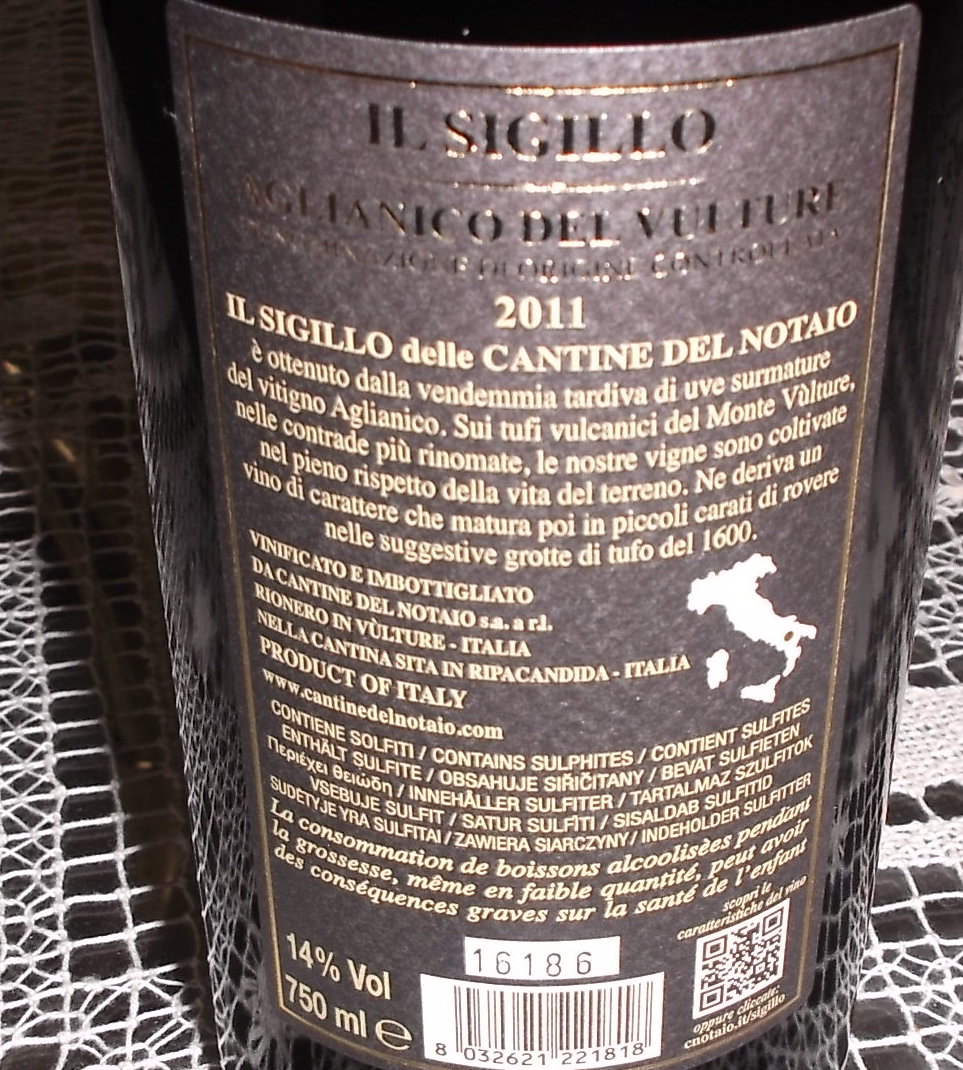 IL SIGILLO
AGLIANICO DEL VULTURE
DENOMINAZIONE DI ORIGINE CONTROLLATA
2011
IL SIGILLO delle CANTINE DEL NOTAIO
è ottenuto dalla vendemmia tardiva di uve surmature
del vitigno Aglianico. Sui tufi vulcanici del Monte Vùlture,
nelle contrade più rinomate, le nostre vigne sono coltivate
nel pieno rispetto della vita del terreno. Ne deriva un
vino di carattere che matura poi in piccoli carati di rovere
nelle suggestive grotte di tufo del 1600.
VINIFICATO E IMBOTTIGLIATO
DA CANTINE DEL NOTAIO s.a. a r.l.
RIONERO IN VÙLTURE - ITALIA
NELLA CANTINA SITA IN RIPACANDIDA - ITALIA
PRODUCT OF ITALY
www.cantinedelnotaio.com
CONTIENE SOLFITI / CONTAINS SULPHITES / CONTIENT SULFITES
ENTHÄLT SULFITE / OBSAHUJE SIŘIČITANY / BEVAT SULFIETEN
Περιέχει θειώδη / INNEHÅLLER SULFITER / TARTALMAZ SZULFITOK
VSEBUJE SULFIT / SATUR SULFĪTI / SISALDAB SULFITID
SUDETYJE YRA SULFITAI / ZAWIERA SIARCZYNY / INDEHOLDER SULFITTER
La consommation de boissons alcoolisèes pendant
la grossesse, même en faible quantité, peut avoir
des conséquences graves sur la santé de l'enfant
scopri le
caratteristiche del vino
14% Vol
750 ml e
16186
8 032621 221818
oppure cliccate:
cnotaio.it/sigillo